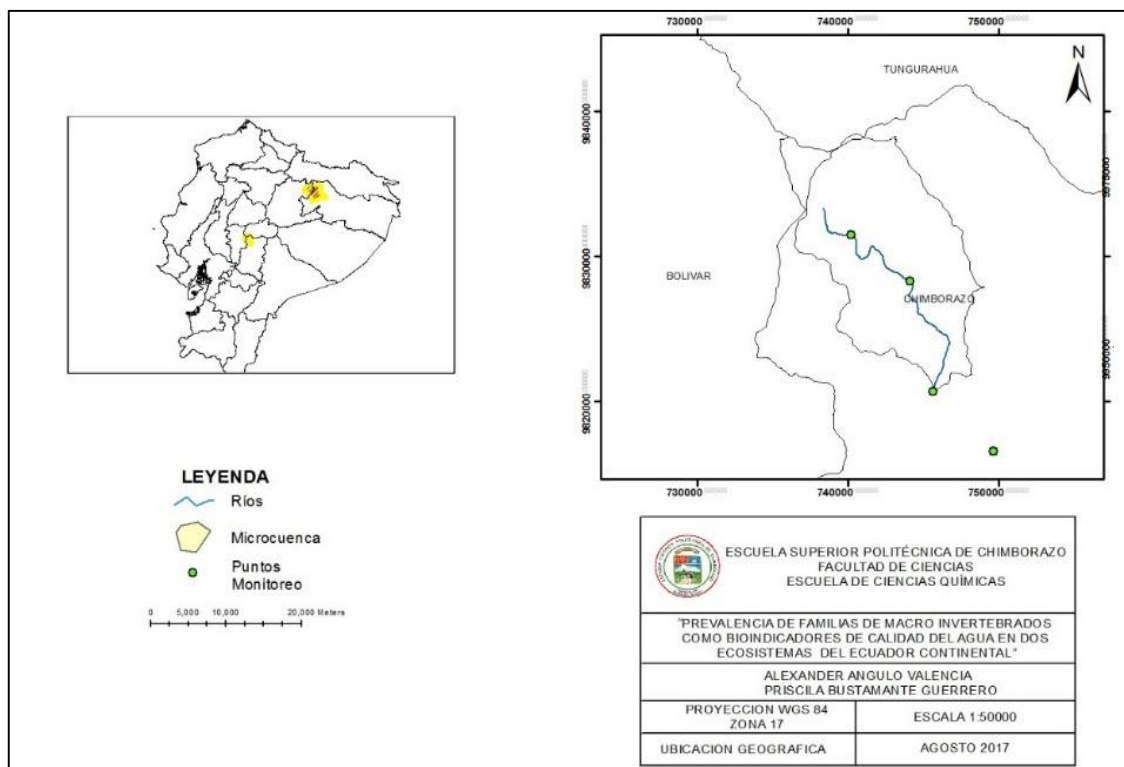 730000
740000
750000
N
TUNGURAHUA
9840000
9975000
BOLIVAR
9830000
CHIMBORAZO
9950000
9820000
730000
740000
750000
LEYENDA
Ríos
Microcuenca
Puntos
Monitoreo
0 5,000 10,000 20,000 Meters
ESCUELA SUPERIOR POLITÉCNICA DE CHIMBORAZO
FACULTAD DE CIENCIAS
ESCUELA DE CIENCIAS QUÍMICAS
"PREVALENCIA DE FAMILIAS DE MACRO INVERTEBRADOS
COMO BIOINDICADORES DE CALIDAD DEL AGUA EN DOS
ECOSISTEMAS DEL ECUADOR CONTINENTAL"
ALEXANDER ANGULO VALENCIA
PRISCILA BUSTAMANTE GUERRERO
PROYECCION WGS 84
ZONA 17
ESCALA 1:50000
UBICACION GEOGRAFICA
AGOSTO 2017